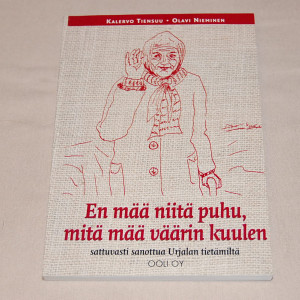 Kalervo Tiensuu • Olavi Nieminen
En mää niitä puhu,
mitä mää väärin kuulen
sattuvasti sanottua Urjalan tietämiltä
OOLI OY